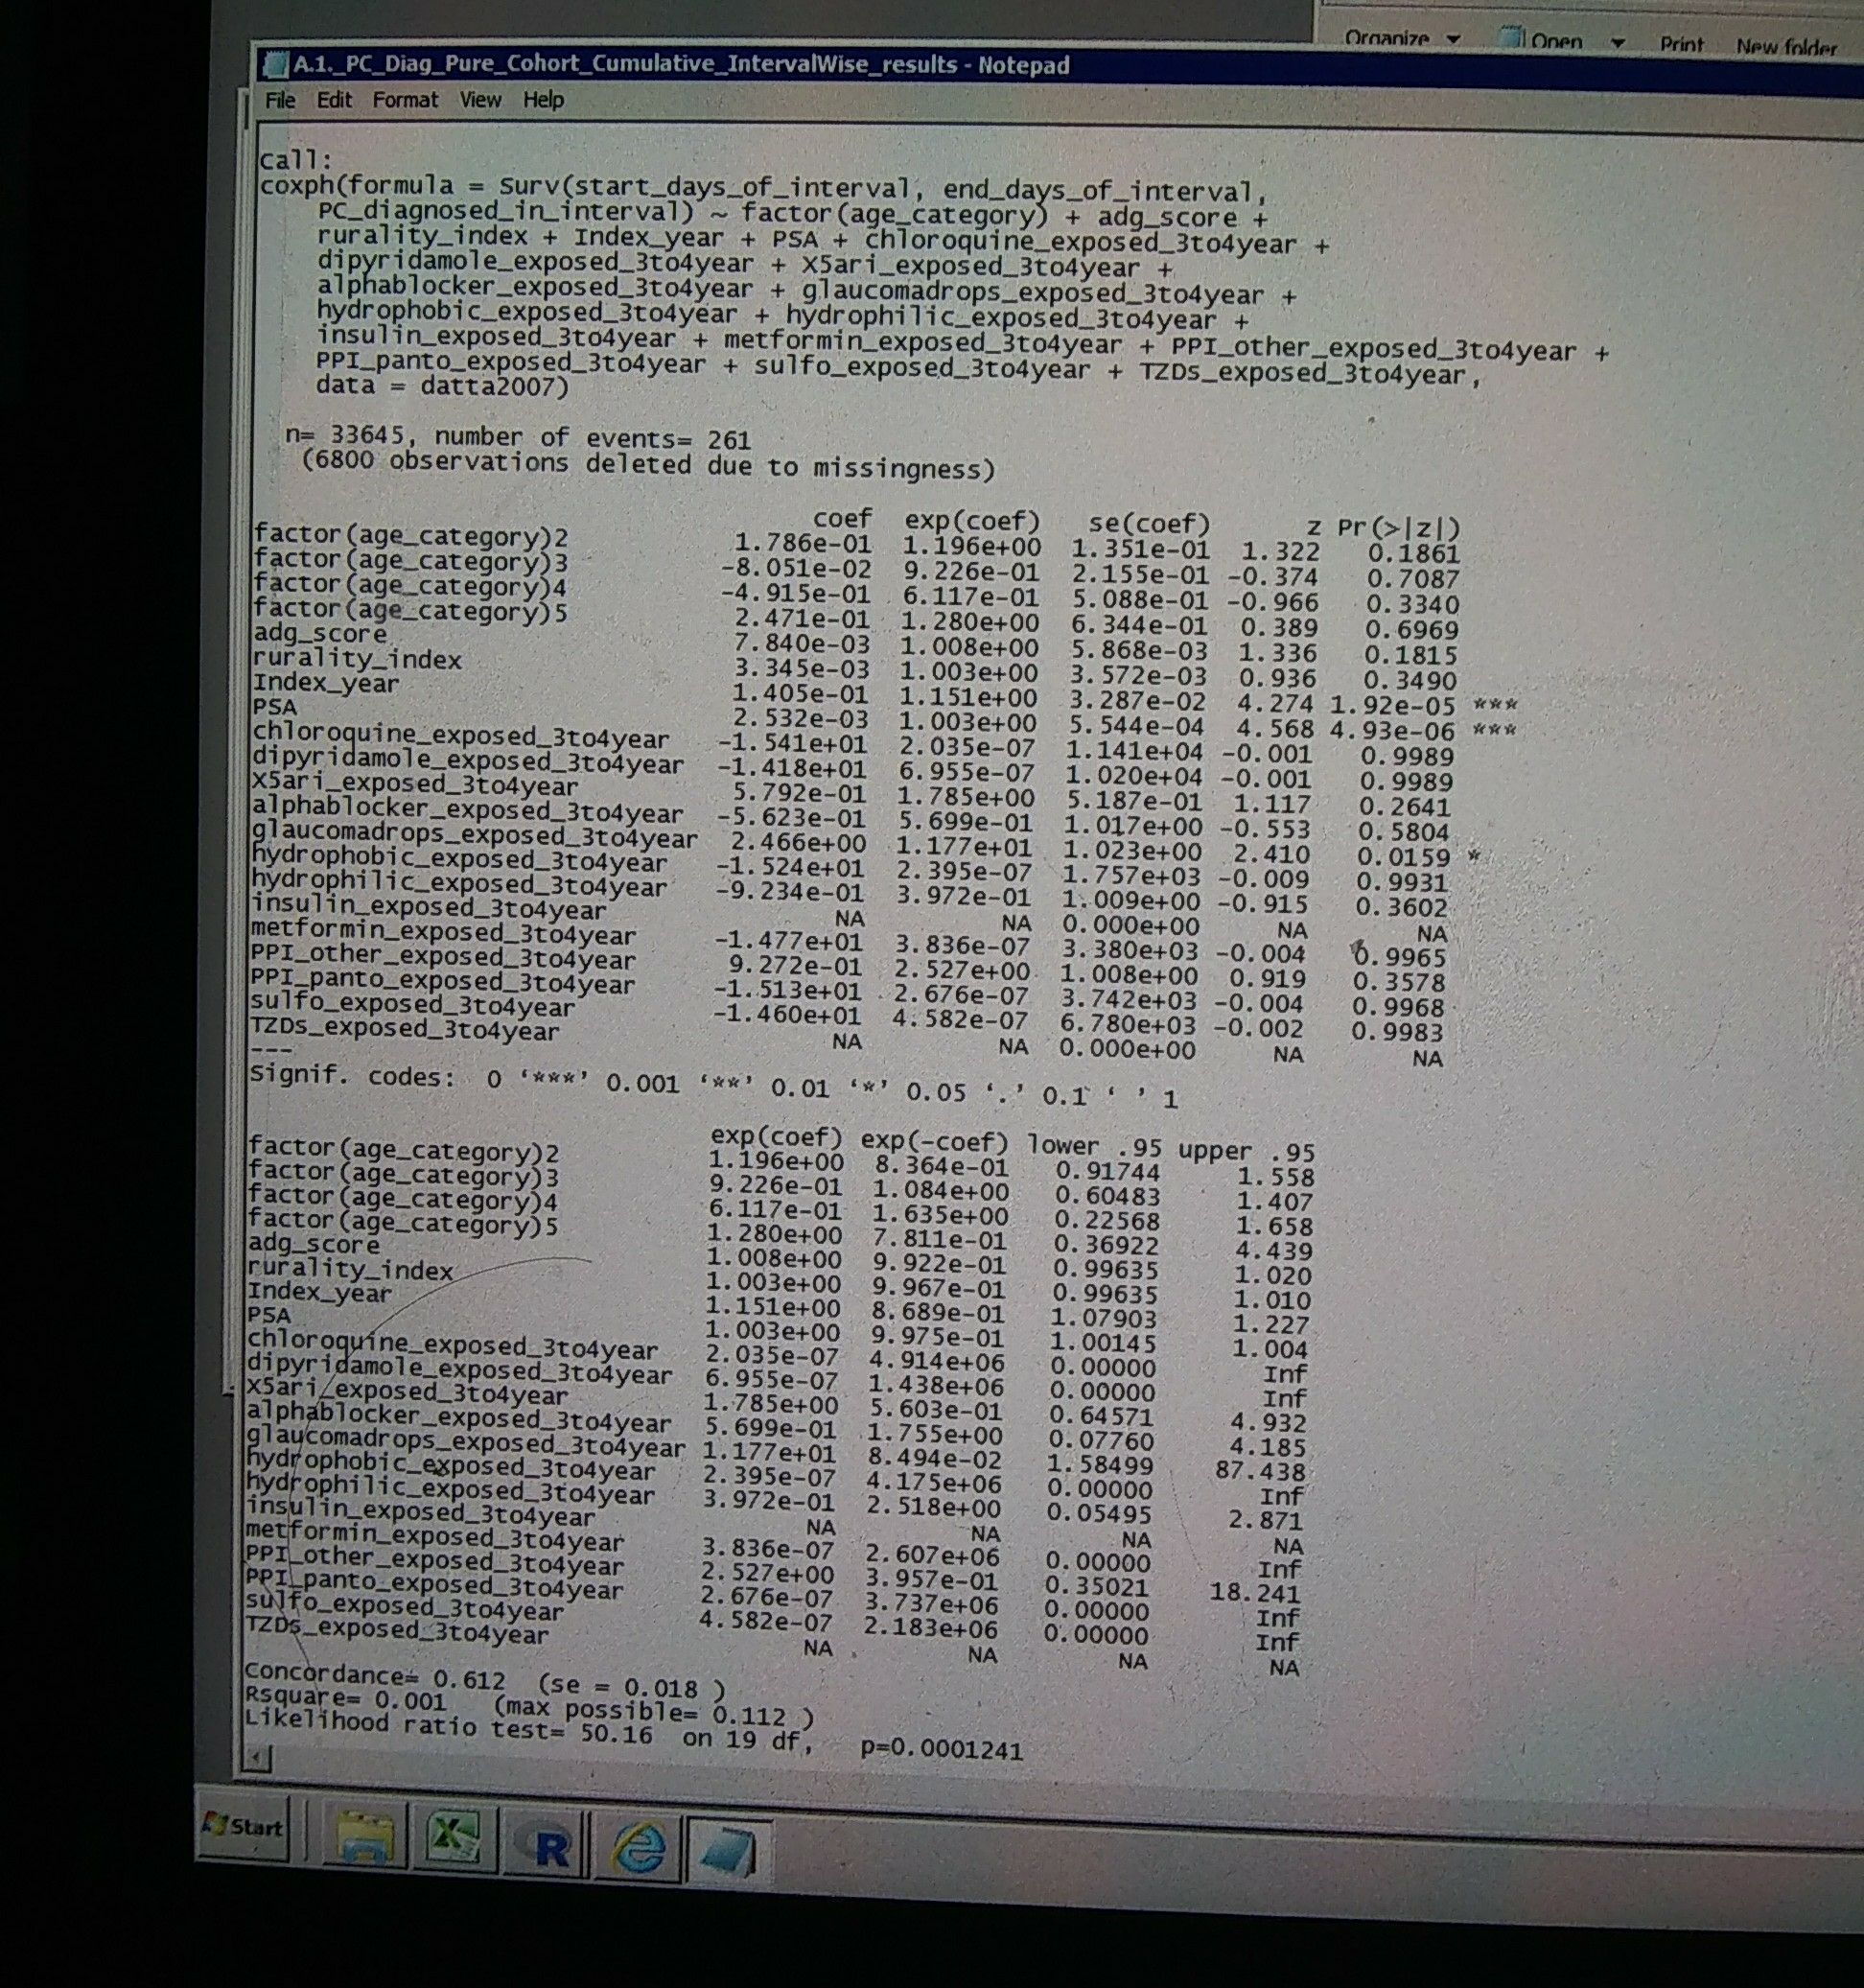 Organize Open Print New folder
A.1._PC_Diag_Pure_Cohort_Cumulative_IntervalWise_results - Notepad
File Edit Format View Help
Call:
coxph(formula = Surv(start_days_of_interval, end_days_of_interval,
PC_diagnosed_in_interval) ~ factor(age_category) + adg_score +
rurality_index + Index_year + PSA + chloroquine_exposed_3to4year +
dipyridamole_exposed_3to4year + X5ari_exposed_3to4year +
alphablocker_exposed_3to4year + glaucomadrops_exposed_3to4year +
hydrophobic_exposed_3to4year + hydrophilic_exposed_3to4year +
insulin_exposed_3to4year + metformin_exposed_3to4year + PPI_other_exposed_3to4year +
PPI_panto_exposed_3to4year + sulfo_exposed_3to4year + TZDs_exposed_3to4year,
data = datta2007)
n= 33645, number of events= 261
(6800 observations deleted due to missingness)
coef exp(coef) se(coef) z Pr(>|z|)
factor(age_category)2 1.786e-01 1.196e+00 1.351e-01 1.322 0.1861
factor(age_category)3 -8.051e-02 9.226e-01 2.155e-01 -0.374 0.7087
factor(age_category)4 -4.915e-01 6.117e-01 5.088e-01 -0.966 0.3340
factor(age_category)5 2.471e-01 1.280e+00 6.344e-01 0.389 0.6969
adg_score 7.840e-03 1.008e+00 5.868e-03 1.336 0.1815
rurality_index 3.345e-03 1.003e+00 3.572e-03 0.936 0.3490
Index_year 1.405e-01 1.151e+00 3.287e-02 4.274 1.92e-05 ***
PSA 2.532e-03 1.003e+00 5.544e-04 4.568 4.93e-06 ***
chloroquine_exposed_3to4year -1.541e+01 2.035e-07 1.141e+04 -0.001 0.9989
dipyridamole_exposed_3to4year -1.418e+01 6.955e-07 1.020e+04 -0.001 0.9989
X5ari_exposed_3to4year 5.792e-01 1.785e+00 5.187e-01 1.117 0.2641
alphablocker_exposed_3to4year -5.623e-01 5.699e-01 1.017e+00 -0.553 0.5804
glaucomadrops_exposed_3to4year 2.466e+00 1.177e+01 1.023e+00 2.410 0.0159 *
hydrophobic_exposed_3to4year -1.524e+01 2.395e-07 1.757e+03 -0.009 0.9931
hydrophilic_exposed_3to4year -9.234e-01 3.972e-01 1.009e+00 -0.915 0.3602
insulin_exposed_3to4year NA NA 0.000e+00 NA NA
metformin_exposed_3to4year -1.477e+01 3.836e-07 3.380e+03 -0.004 0.9965
PPI_other_exposed_3to4year 9.272e-01 2.527e+00 1.008e+00 0.919 0.3578
PPI_panto_exposed_3to4year -1.513e+01 2.676e-07 3.742e+03 -0.004 0.9968
sulfo_exposed_3to4year -1.460e+01 4.582e-07 6.780e+03 -0.002 0.9983
TZDs_exposed_3to4year NA NA 0.000e+00 NA NA
---
Signif. codes: 0 ‘***’ 0.001 ‘**’ 0.01 ‘*’ 0.05 ‘.’ 0.1 ‘ ’ 1
exp(coef) exp(-coef) lower .95 upper .95
factor(age_category)2 1.196e+00 8.364e-01 0.91744 1.558
factor(age_category)3 9.226e-01 1.084e+00 0.60483 1.407
factor(age_category)4 6.117e-01 1.635e+00 0.22568 1.658
factor(age_category)5 1.280e+00 7.811e-01 0.36922 4.439
adg_score 1.008e+00 9.922e-01 0.99635 1.020
rurality_index 1.003e+00 9.967e-01 0.99635 1.010
Index_year 1.151e+00 8.689e-01 1.07903 1.227
PSA 1.003e+00 9.975e-01 1.00145 1.004
chloroquine_exposed_3to4year 2.035e-07 4.914e+06 0.00000 Inf
dipyridamole_exposed_3to4year 6.955e-07 1.438e+06 0.00000 Inf
X5ari_exposed_3to4year 1.785e+00 5.603e-01 0.64571 4.932
alphablocker_exposed_3to4year 5.699e-01 1.755e+00 0.07760 4.185
glaucomadrops_exposed_3to4year 1.177e+01 8.494e-02 1.58499 87.438
hydrophobic_exposed_3to4year 2.395e-07 4.175e+06 0.00000 Inf
hydrophilic_exposed_3to4year 3.972e-01 2.518e+00 0.05495 2.871
insulin_exposed_3to4year NA NA NA NA
metformin_exposed_3to4year 3.836e-07 2.607e+06 0.00000 Inf
PPI_other_exposed_3to4year 2.527e+00 3.957e-01 0.35021 18.241
PPI_panto_exposed_3to4year 2.676e-07 3.737e+06 0.00000 Inf
sulfo_exposed_3to4year 4.582e-07 2.183e+06 0.00000 Inf
TZDs_exposed_3to4year NA NA NA NA
Concordance= 0.612 (se = 0.018 )
Rsquare= 0.001 (max possible= 0.112 )
Likelihood ratio test= 50.16 on 19 df, p=0.0001241
Start